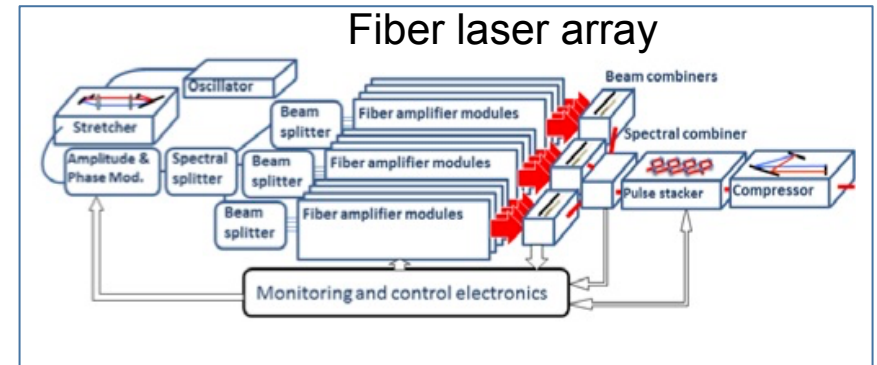 Fiber laser array
Oscillator
Stretcher
Amplitude &
Phase Mod.
Spectral
splitter
Beam
splitter
Fiber amplifier modules
Beam
splitter
Fiber amplifier modules
Beam
splitter
Fiber amplifier modules
Beam combiners
Spectral combiner
Pulse stacker
Compressor
Monitoring and control electronics